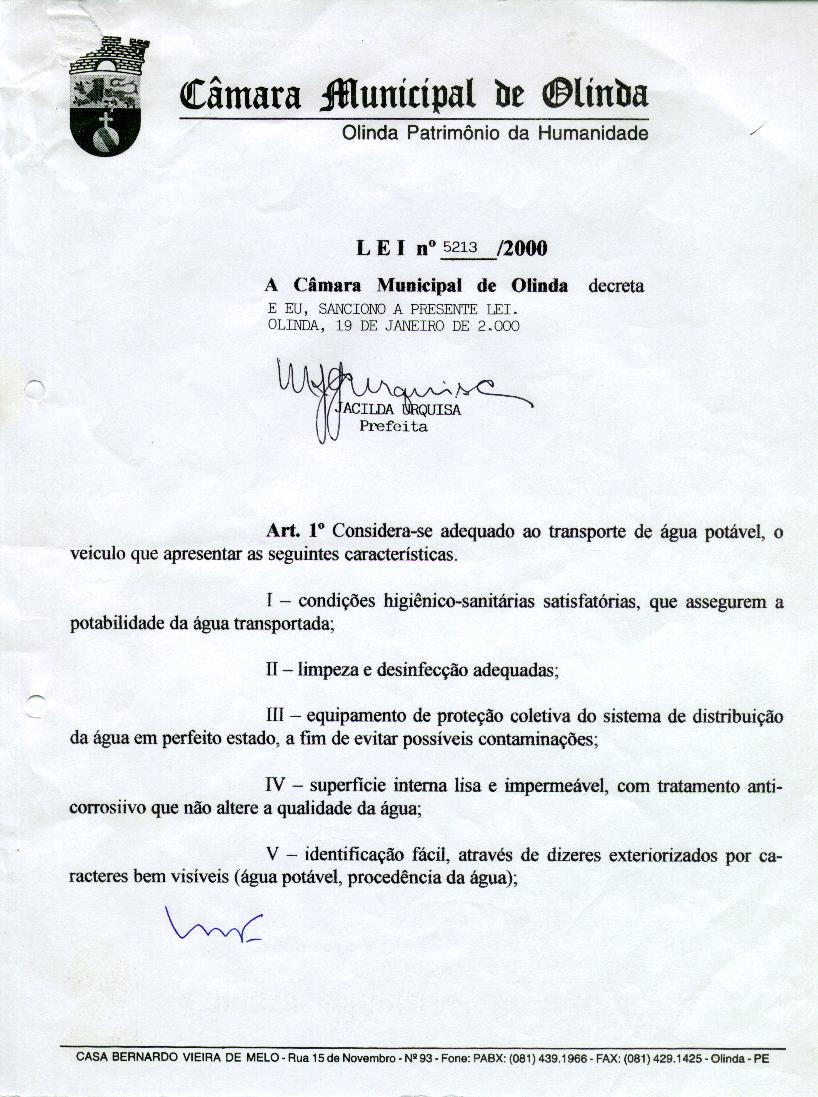 Câmara Municipal de Olinda
Olinda Patrimônio da Humanidade
L E I nº 5213 /2000
A Câmara Municipal de Olinda decreta
E EU, SANCIONO A PRESENTE LEI.
OLINDA, 19 DE JANEIRO DE 2.000
JACILDA URQUISA
Prefeita
Art. 1º Considera-se adequado ao transporte de água potável, o
veiculo que apresentar as seguintes características.
I – condições higiênico-sanitárias satisfatórias, que assegurem a
potabilidade da água transportada;
II – limpeza e desinfecção adequadas;
III – equipamento de proteção coletiva do sistema de distribuição
da água em perfeito estado, a fim de evitar possíveis contaminações;
IV – superfície interna lisa e impermeável, com tratamento anti-
corrosiivo que não altere a qualidade da água;
V – identificação fácil, através de dizeres exteriorizados por ca-
racteres bem visíveis (água potável, procedência da água);
CASA BERNARDO VIEIRA DE MELO - Rua 15 de Novembro - Nº 93 - Fone: PABX: (081) 439.1966 - FAX: (081) 429.1425 - Olinda - PE